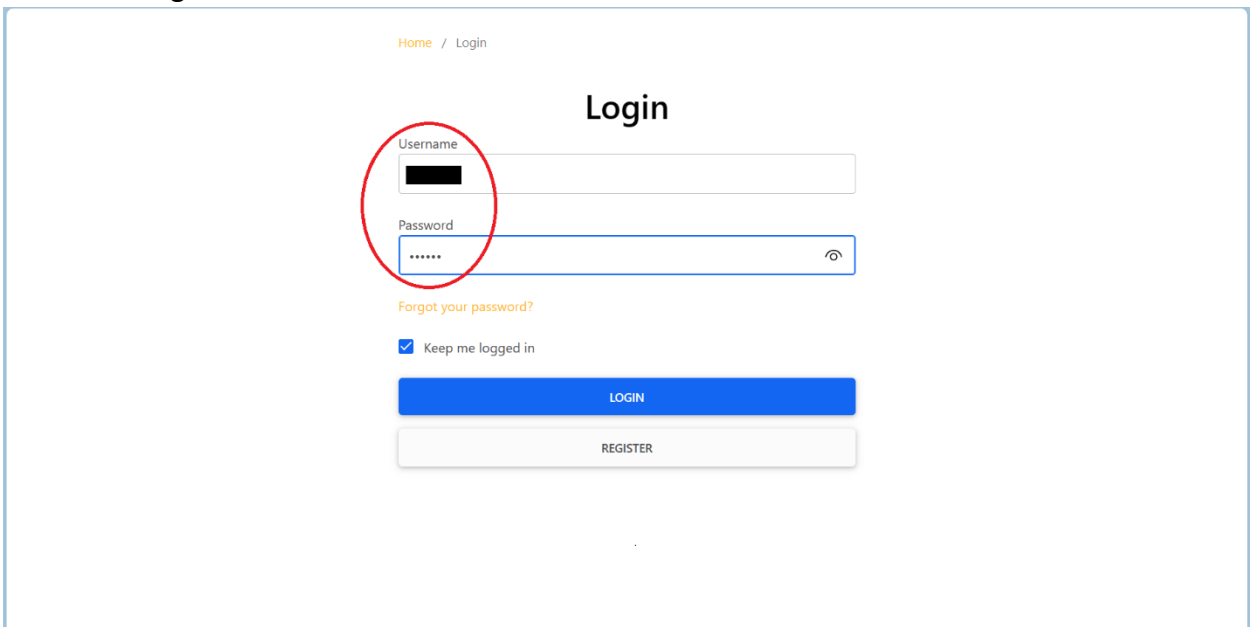 Home / Login
Login
Username
Password
••••••
Forgot your password?
Keep me logged in
LOGIN
REGISTER
.